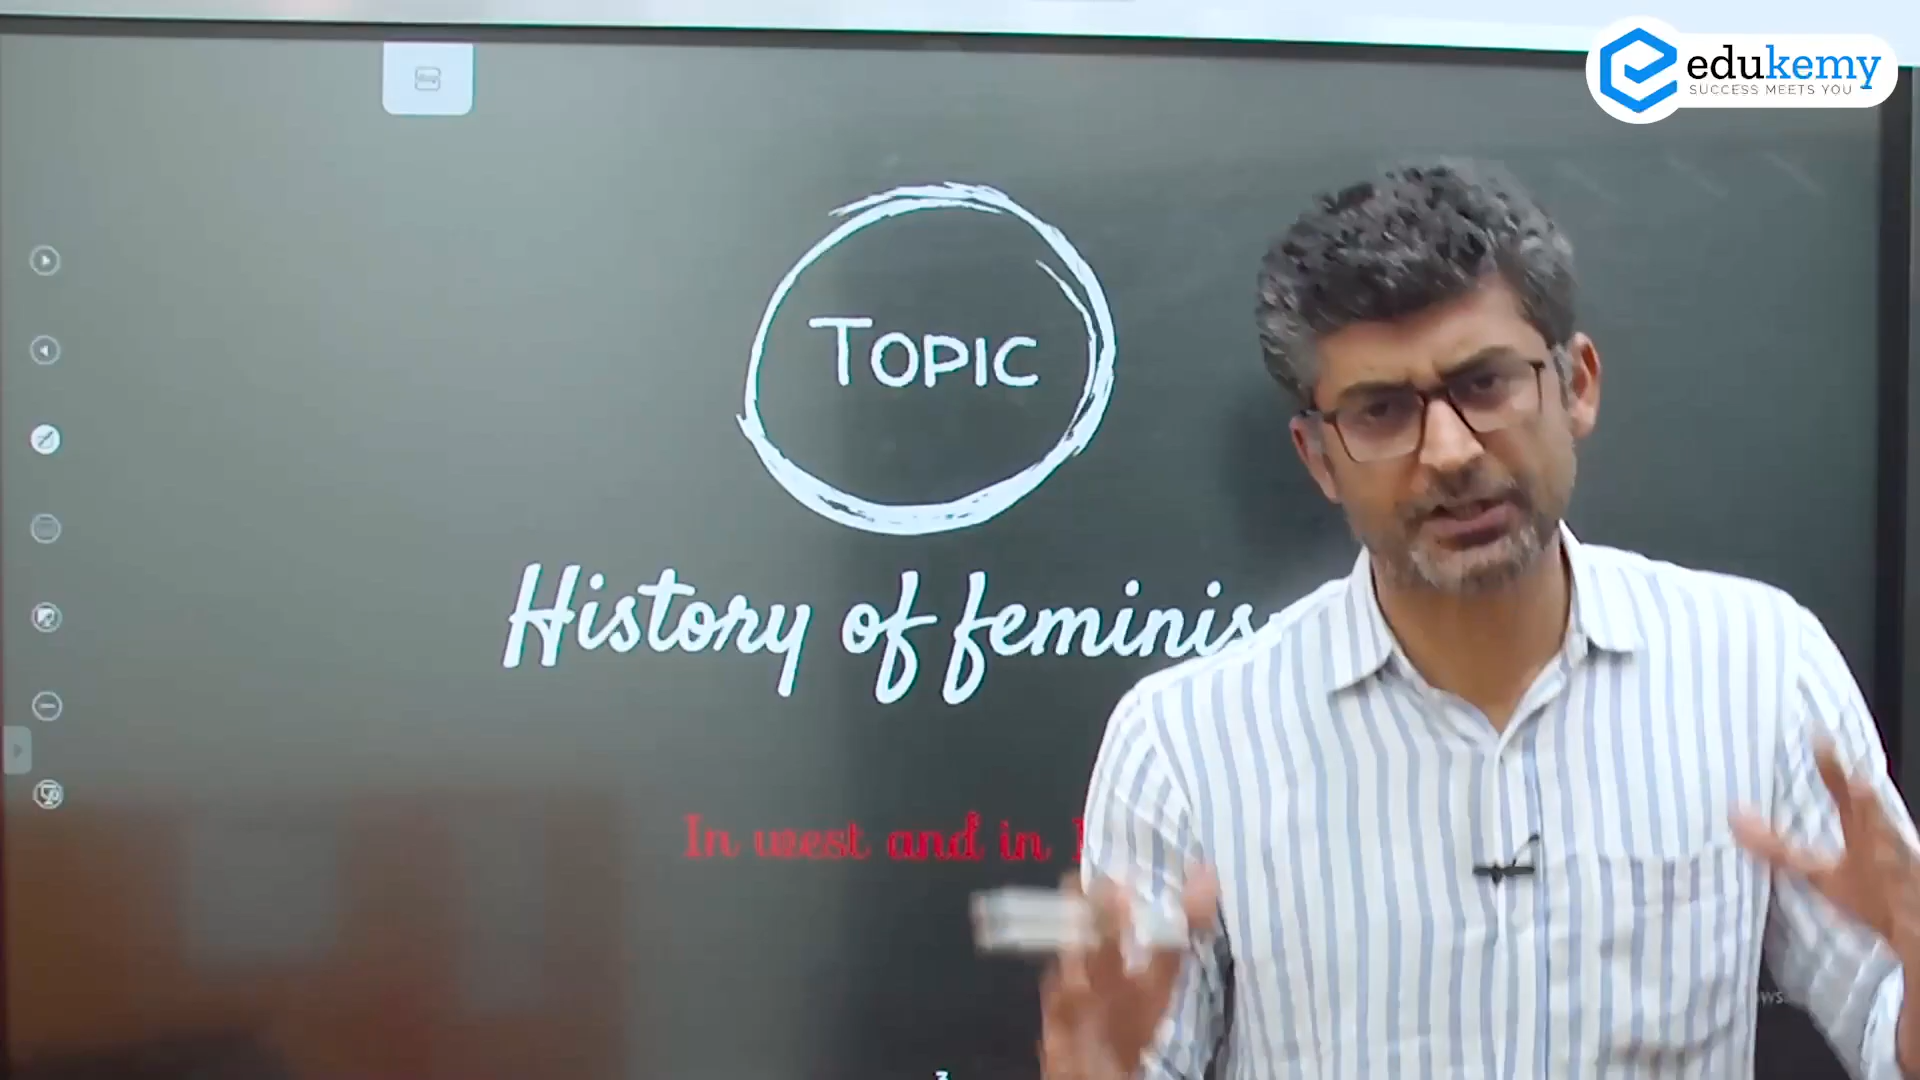 edukemy
SUCCESS MEETS YOU
TOPIC
History of feminis
In west and in